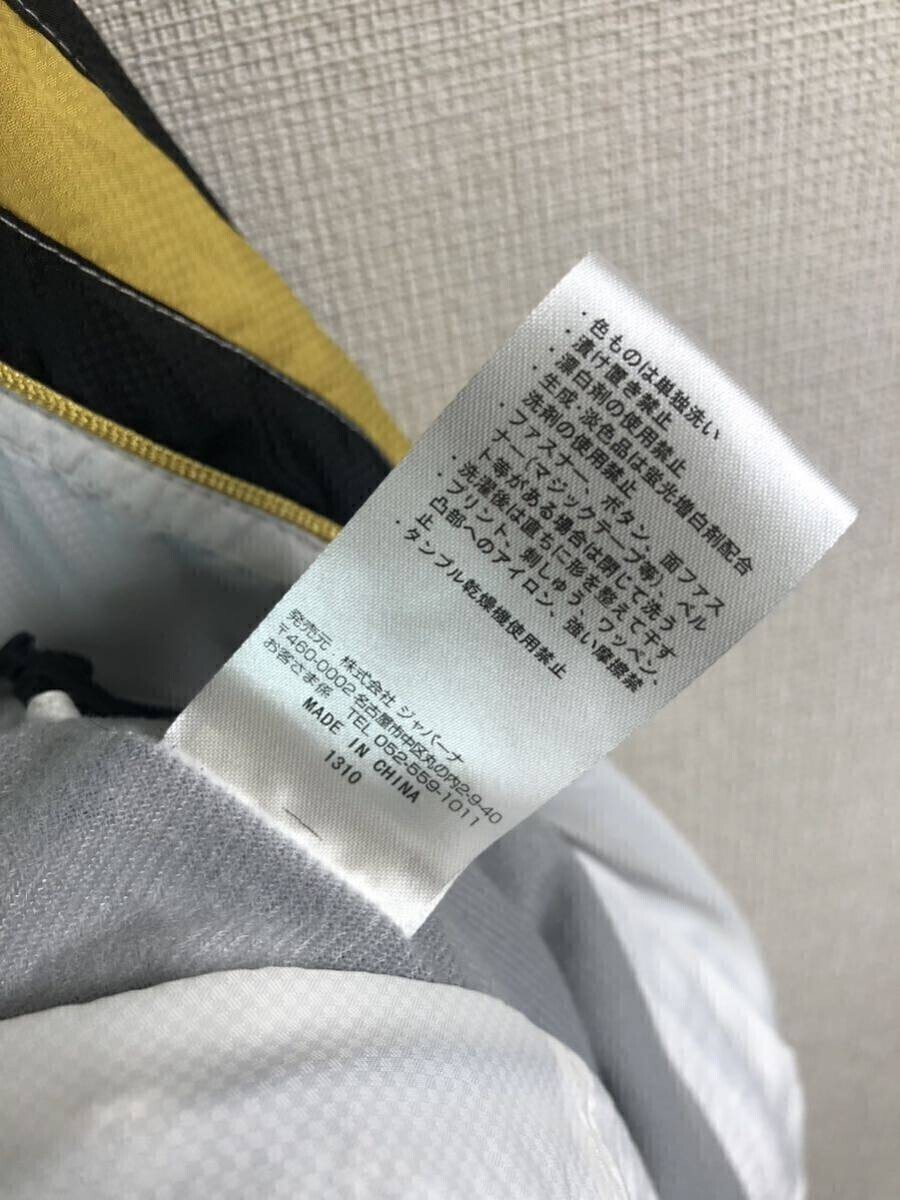 ・色ものは単独洗い
・漬け置き禁止
・漂白剤の使用禁止
・生成・淡色品は蛍光増白剤配合
洗剤の使用禁止
・ファスナー、ボタン、面ファス
ナー(マジックテープ等)、ベル
ト等がある場合は閉じて洗う
・洗濯後は直ちに形を整えて干す
・プリント、刺しゅう、ワッペン、
凸部へのアイロン、強い摩擦禁
止
・タンブル乾燥機使用禁止
発売元 株式会社 ジャパーナ
〒460-0002 名古屋市中区丸の内2-9-40
お客さま係 TEL 052-559-1011
MADE IN CHINA
1310